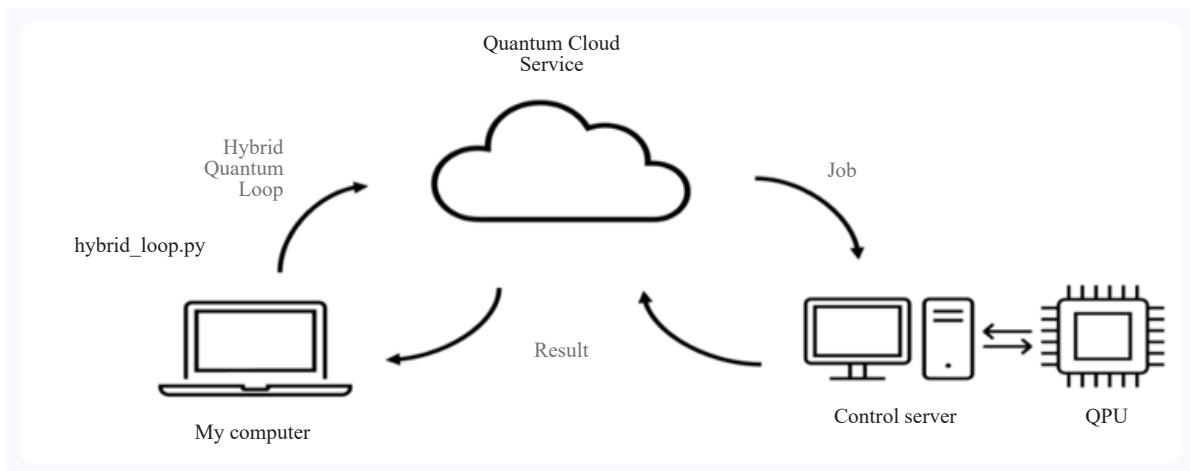 Quantum Cloud
Service
Hybrid
Quantum
Loop
Job
hybrid_loop.py
Result
My computer
Control server
QPU